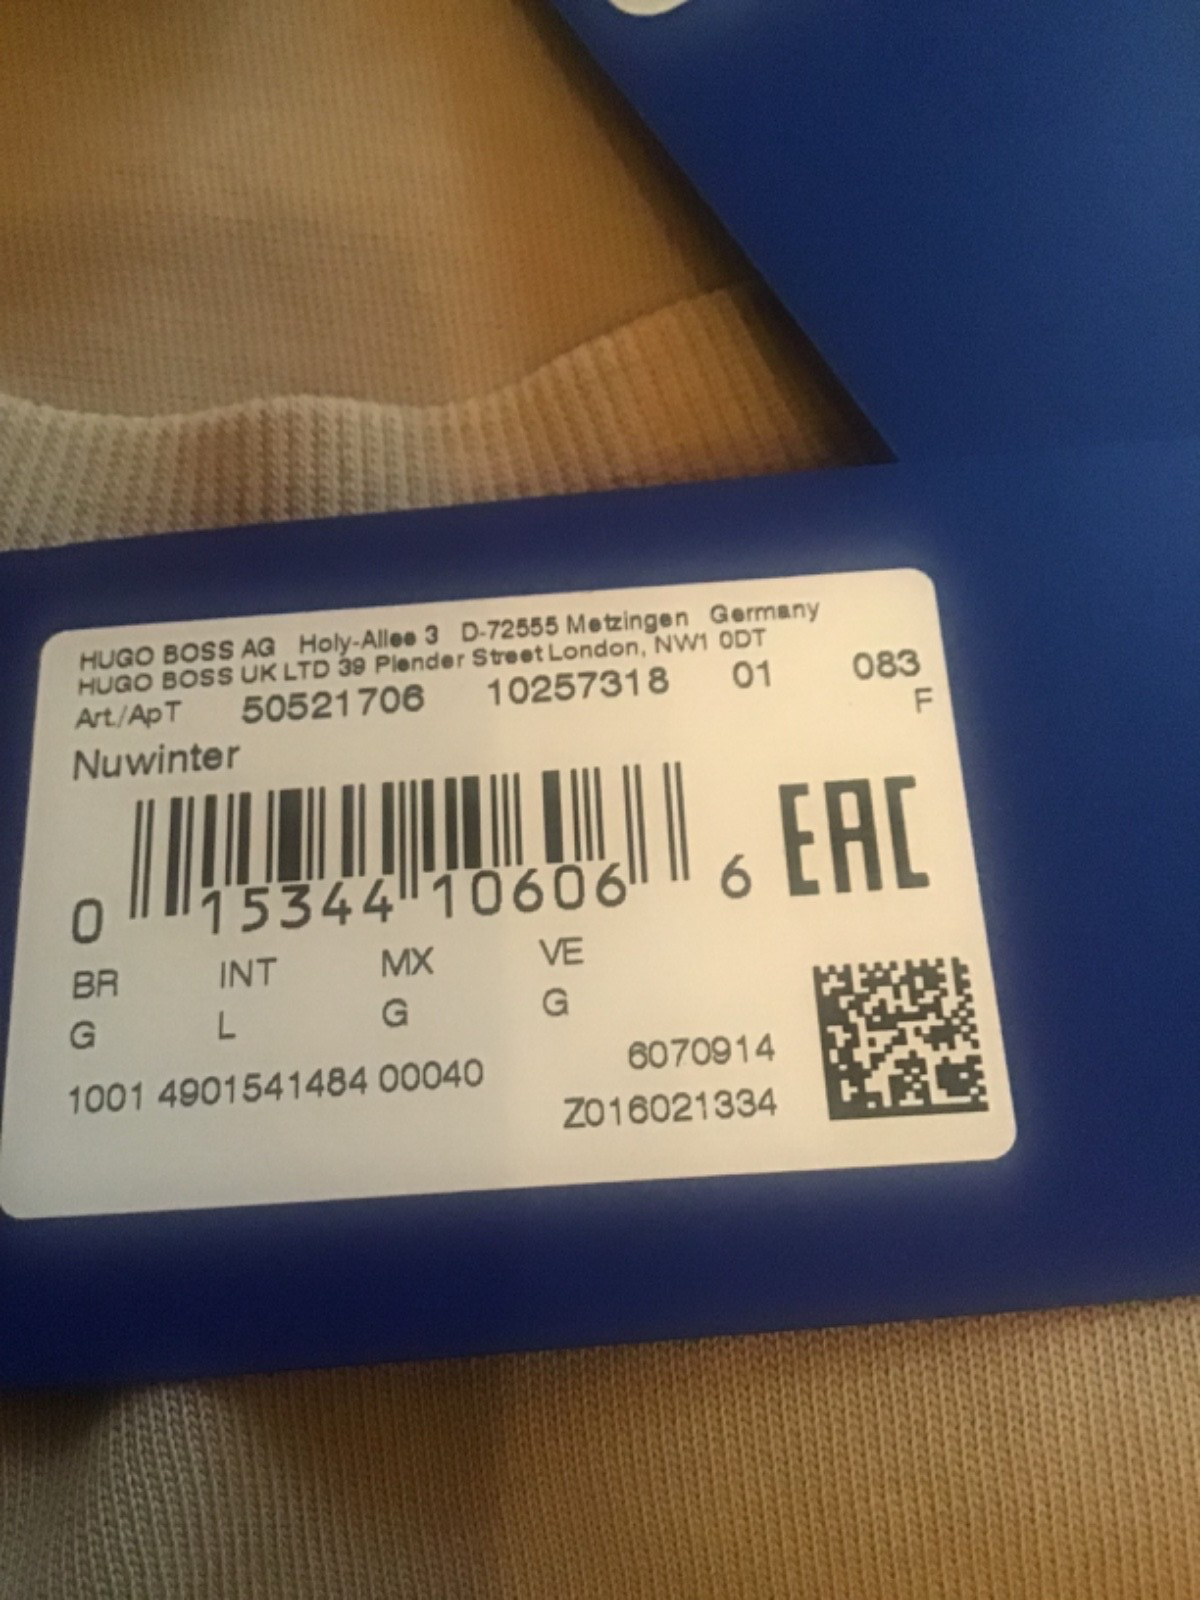 HUGO BOSS AG Holy-Allee 3 D-72555 Metzingen Germany
HUGO BOSS UK LTD 39 Plender Street London, NW1 0DT
Art./ApT 50521706 10257318 01 083
F
Nuwinter
EAC
0 15344 10606 6
BR INT MX VE
G L G G
1001 4901541484 00040 6070914
Z016021334